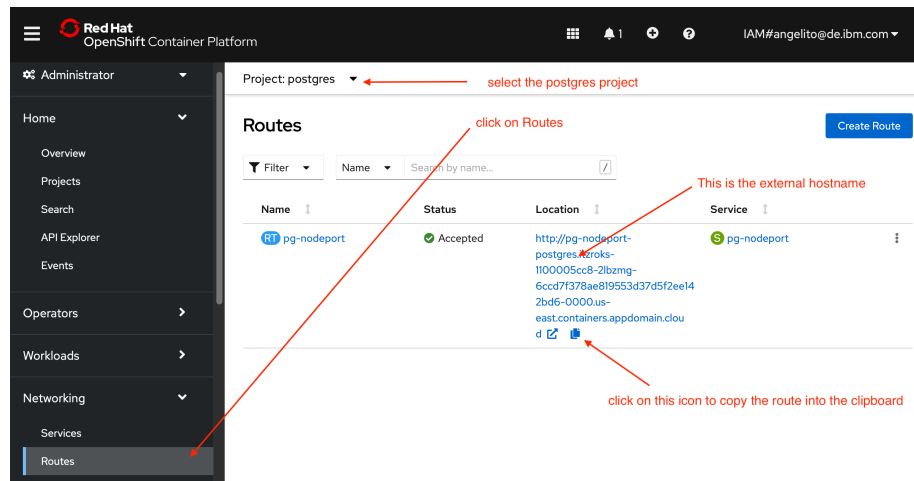 Red Hat
OpenShift Container Platform
1
IAM#angelito@de.ibm.com
Administrator
Project: postgres
select the postgres project
Home
Routes
click on Routes
Create Route
Overview
Filter
Name
Search by name...
/
Projects
This is the external hostname
Search
Name
Status
Location
Service
API Explorer
RT pg-nodeport
Accepted
http://pg-nodeport-
postgres.itzroks-
1100005cc8-2lbzmg-
6ccd7f378ae819553d37d5f2ee14
2bd6-0000.us-
east.containers.appdomain.clou
d
S pg-nodeport
Events
Operators
Workloads
Networking
click on this icon to copy the route into the clipboard
Services
Routes